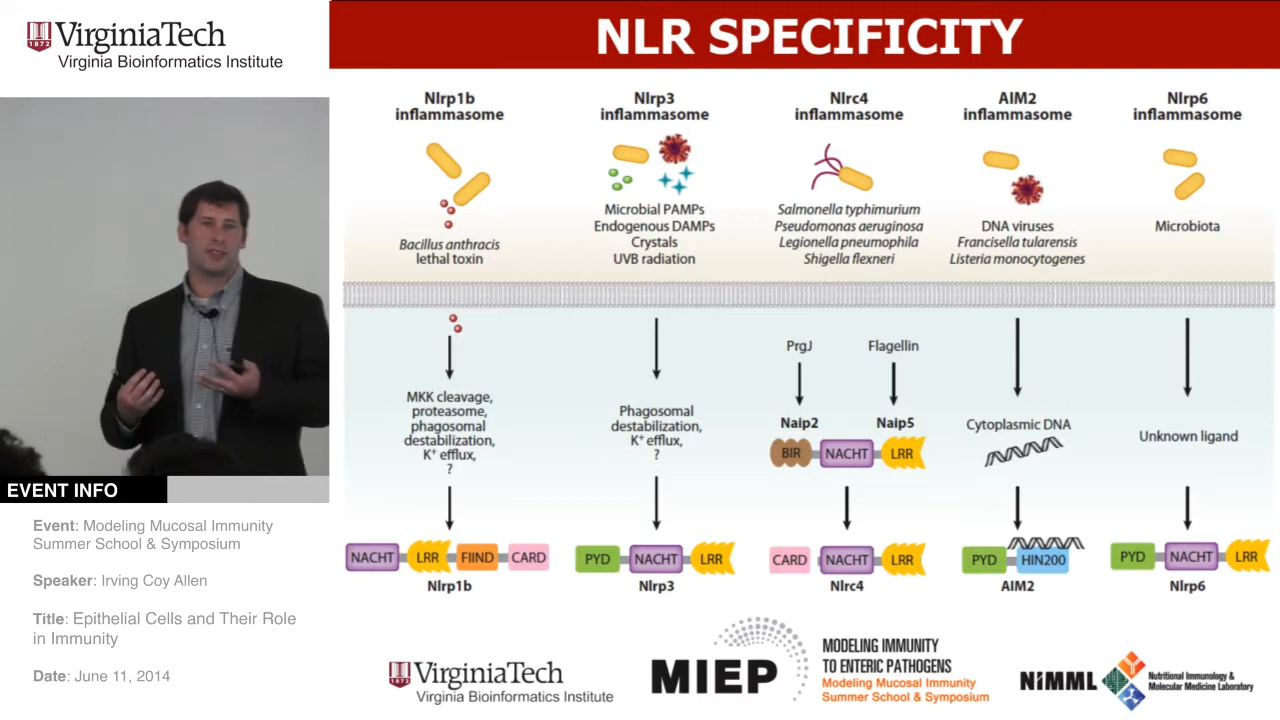 VirginiaTech
1872
Virginia Bioinformatics Institute
NLR SPECIFICITY
EVENT INFO
Event: Modeling Mucosal Immunity
Summer School & Symposium
Speaker: Irving Coy Allen
Title: Epithelial Cells and Their Role
in Immunity
Date: June 11, 2014
Nlrp1b
inflammasome
Bacillus anthracis
lethal toxin
MKK cleavage,
proteasome,
phagosomal
destabilization,
K+ efflux,
?
NACHT LRR FIIND CARD
Nlrp1b
Nlrp3
inflammasome
Microbial PAMPs
Endogenous DAMPs
Crystals
UVB radiation
Phagosomal
destabilization,
K+ efflux,
?
PYD NACHT LRR
Nlrp3
Nlrc4
inflammasome
Salmonella typhimurium
Pseudomonas aeruginosa
Legionella pneumophila
Shigella flexneri
PrgJ Flagellin
Naip2 Naip5
BIR NACHT LRR
CARD NACHT LRR
Nlrc4
AIM2
inflammasome
DNA viruses
Francisella tularensis
Listeria monocytogenes
Cytoplasmic DNA
PYD HIN200
AIM2
Nlrp6
inflammasome
Microbiota
Unknown ligand
PYD NACHT LRR
Nlrp6
VirginiaTech
Virginia Bioinformatics Institute
MIEP
MODELING IMMUNITY
TO ENTERIC PATHOGENS
Modeling Mucosal Immunity
Summer School & Symposium
NIMML
Nutritional Immunology &
Molecular Medicine Laboratory